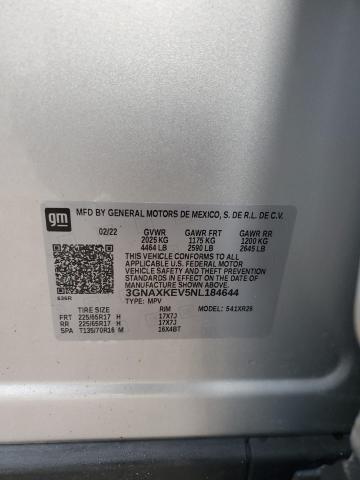 gm
MFD BY GENERAL MOTORS DE MEXICO, S. DE R.L. DE C.V.
02/22 GVWR GAWR FRT GAWR RR
2025 KG 1175 KG 1200 KG
4464 LB 2590 LB 2645 LB
THIS VEHICLE CONFORMS TO ALL APPLICABLE U.S.
FEDERAL MOTOR VEHICLE SAFETY, BUMPER, AND
THEFT PREVENTION STANDARDS IN EFFECT ON THE DATE OF
MANUFACTURE SHOWN ABOVE.
3GNAXKEV5NL184644
TYPE: MPV MODEL: 541XR26
TIRE SIZE RIM
FRT 225/65R17 H 17X7J
RR 225/65R17 H 17X7J
SPA T135/70R16 M 16X4BT